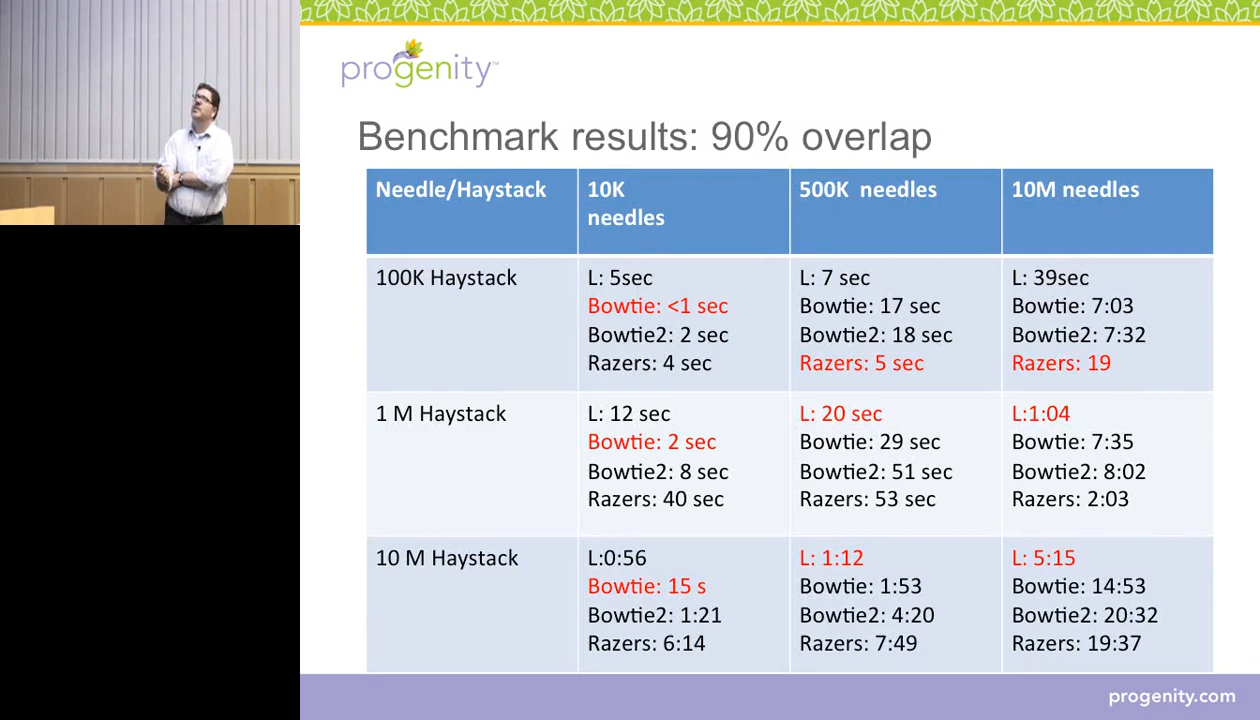 progenity™
Benchmark results: 90% overlap
Needle/Haystack
10K
needles
500K needles
10M needles
100K Haystack
L: 5sec
Bowtie: <1 sec
Bowtie2: 2 sec
Razers: 4 sec
L: 7 sec
Bowtie: 17 sec
Bowtie2: 18 sec
Razers: 5 sec
L: 39sec
Bowtie: 7:03
Bowtie2: 7:32
Razers: 19
1 M Haystack
L: 12 sec
Bowtie: 2 sec
Bowtie2: 8 sec
Razers: 40 sec
L: 20 sec
Bowtie: 29 sec
Bowtie2: 51 sec
Razers: 53 sec
L:1:04
Bowtie: 7:35
Bowtie2: 8:02
Razers: 2:03
10 M Haystack
L:0:56
Bowtie: 15 s
Bowtie2: 1:21
Razers: 6:14
L: 1:12
Bowtie: 1:53
Bowtie2: 4:20
Razers: 7:49
L: 5:15
Bowtie: 14:53
Bowtie2: 20:32
Razers: 19:37
progenity.com